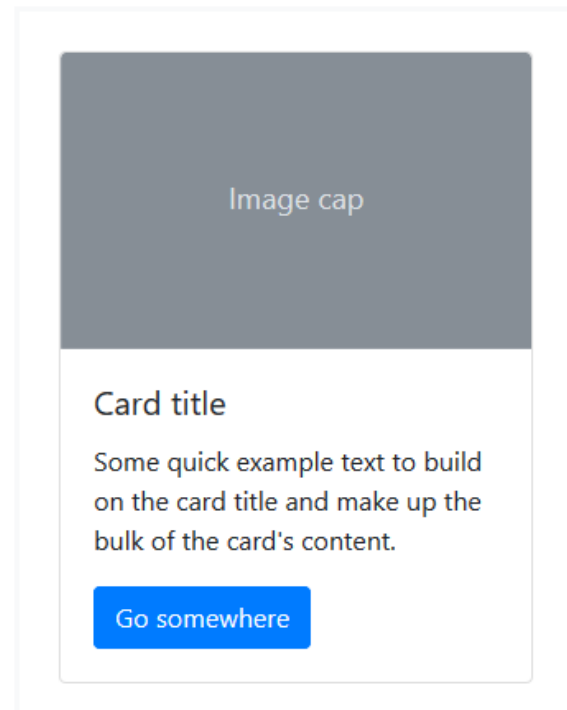 Image cap
Card title
Some quick example text to build
on the card title and make up the
bulk of the card's content.
Go somewhere